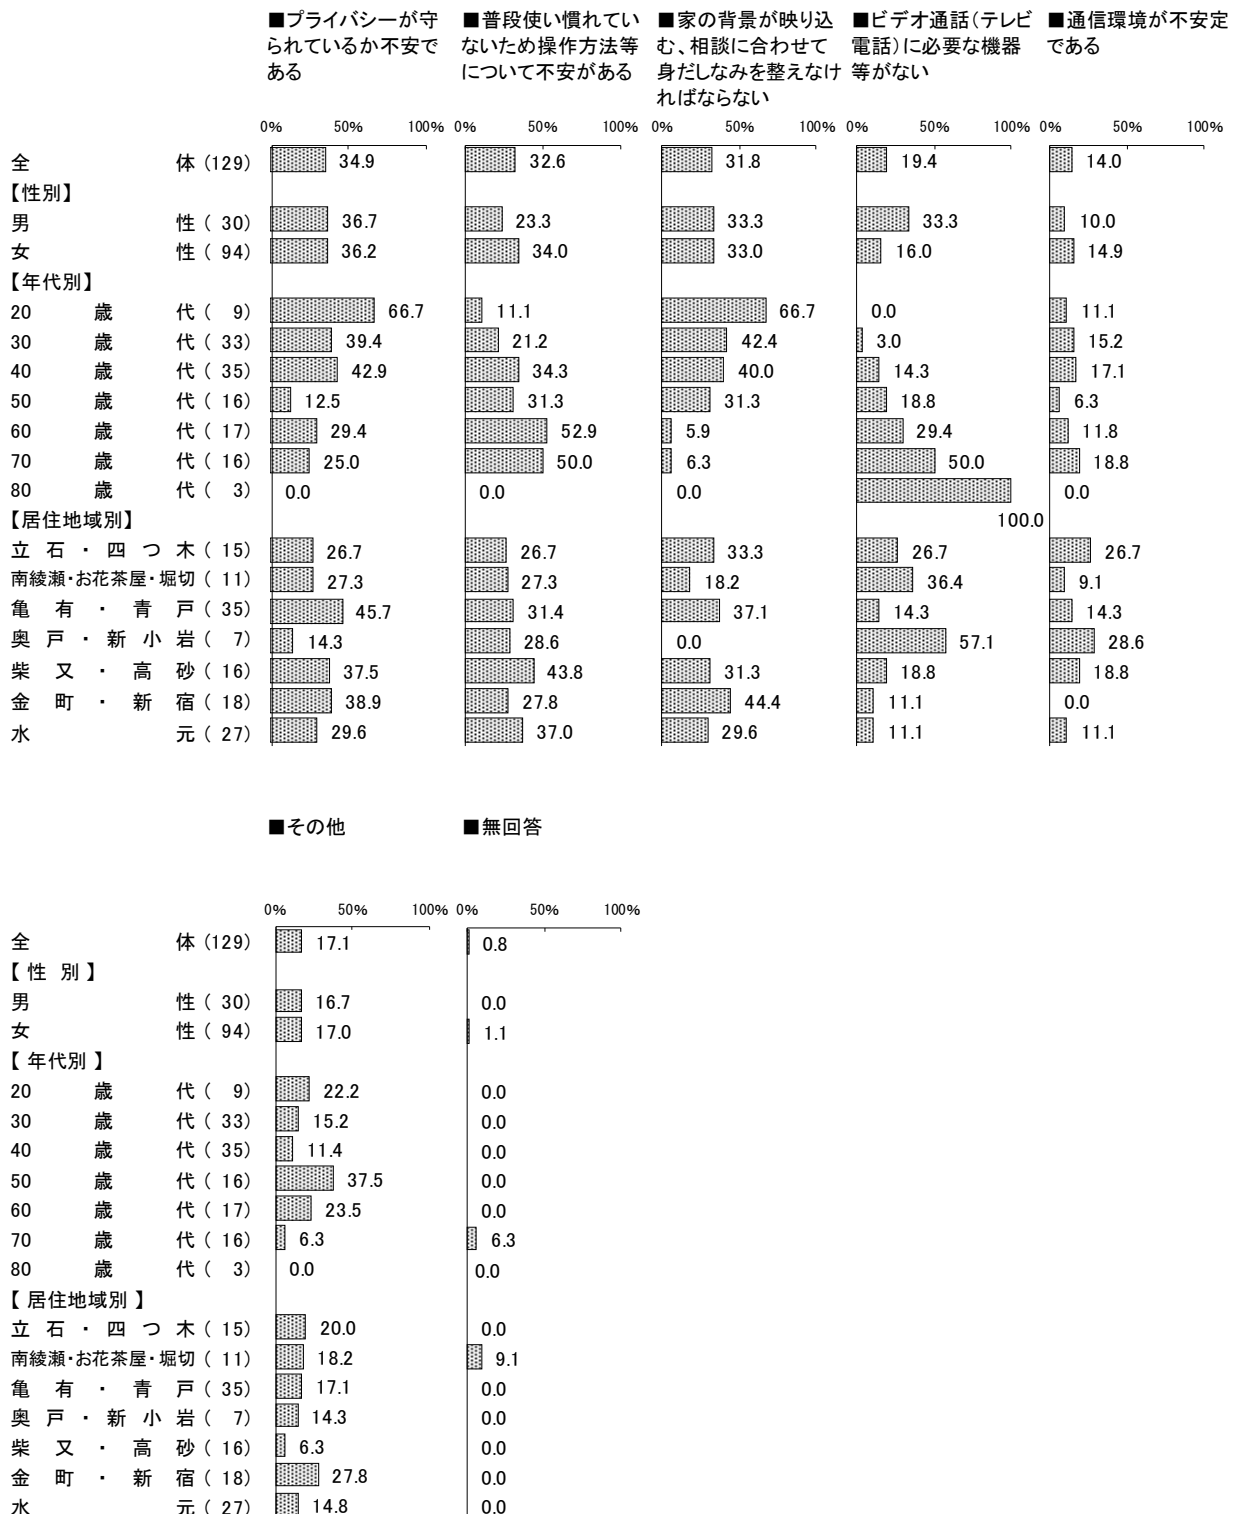 ■プライバシーが守 ■普段使い慣れてい ■家の背景が映り込 ■ビデオ通話（テレビ ■通信環境が不安定
られているか不安で ないため操作方法等 む、相談に合わせて 電話）に必要な機器 である
ある について不安がある 身だしなみを整えなけ 等がない
ればならない
0% 50% 100% 0% 50% 100% 0% 50% 100% 0% 50% 100% 0% 50% 100%
全 体 (129) 34.9 32.6 31.8 19.4 14.0
【性別】
男 性 ( 30) 36.7 23.3 33.3 33.3 10.0
女 性 ( 94) 36.2 34.0 33.0 16.0 14.9
【年代別】
20 歳 代 ( 9) 66.7 11.1 66.7 0.0 11.1
30 歳 代 ( 33) 39.4 21.2 42.4 3.0 15.2
40 歳 代 ( 35) 42.9 34.3 40.0 14.3 17.1
50 歳 代 ( 16) 12.5 31.3 31.3 18.8 6.3
60 歳 代 ( 17) 29.4 52.9 5.9 29.4 11.8
70 歳 代 ( 16) 25.0 50.0 6.3 50.0 18.8
80 歳 代 ( 3) 0.0 0.0 0.0 0.0
【居住地域別】 100.0
立 石 ・ 四 つ 木 ( 15) 26.7 26.7 33.3 26.7 26.7
南綾瀬・お花茶屋・堀切 ( 11) 27.3 27.3 18.2 36.4 9.1
亀 有 ・ 青 戸 ( 35) 45.7 31.4 37.1 14.3 14.3
奥 戸 ・ 新 小 岩 ( 7) 14.3 28.6 0.0 57.1 28.6
柴 又 ・ 高 砂 ( 16) 37.5 43.8 31.3 18.8 18.8
金 町 ・ 新 宿 ( 18) 38.9 27.8 44.4 11.1 0.0
水 元 ( 27) 29.6 37.0 29.6 11.1 11.1
■その他 ■無回答
0% 50% 100% 0% 50% 100%
全 体 (129) 17.1 0.8
【 性 別 】
男 性 ( 30) 16.7 0.0
女 性 ( 94) 17.0 1.1
【 年代別 】
20 歳 代 ( 9) 22.2 0.0
30 歳 代 ( 33) 15.2 0.0
40 歳 代 ( 35) 11.4 0.0
50 歳 代 ( 16) 37.5 0.0
60 歳 代 ( 17) 23.5 0.0
70 歳 代 ( 16) 6.3 6.3
80 歳 代 ( 3) 0.0 0.0
【 居住地域別 】
立 石 ・ 四 つ 木 ( 15) 20.0 0.0
南綾瀬・お花茶屋・堀切 ( 11) 18.2 9.1
亀 有 ・ 青 戸 ( 35) 17.1 0.0
奥 戸 ・ 新 小 岩 ( 7) 14.3 0.0
柴 又 ・ 高 砂 ( 16) 6.3 0.0
金 町 ・ 新 宿 ( 18) 27.8 0.0
水 元 ( 27) 14.8 0.0